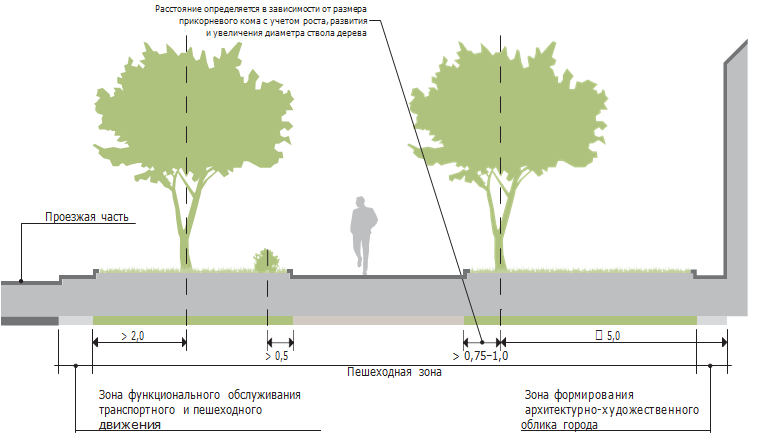 Расстояние определяется в зависимости от размера
прикорневого кома с учетом роста, развития
и увеличения диаметра ствола дерева
Проезжая часть
> 2,0
> 0,5
> 0,75–1,0
□ 5,0
Пешеходная зона
Зона функционального обслуживания
транспортного и пешеходного
движения
Зона формирования
архитектурно-художественного
облика города